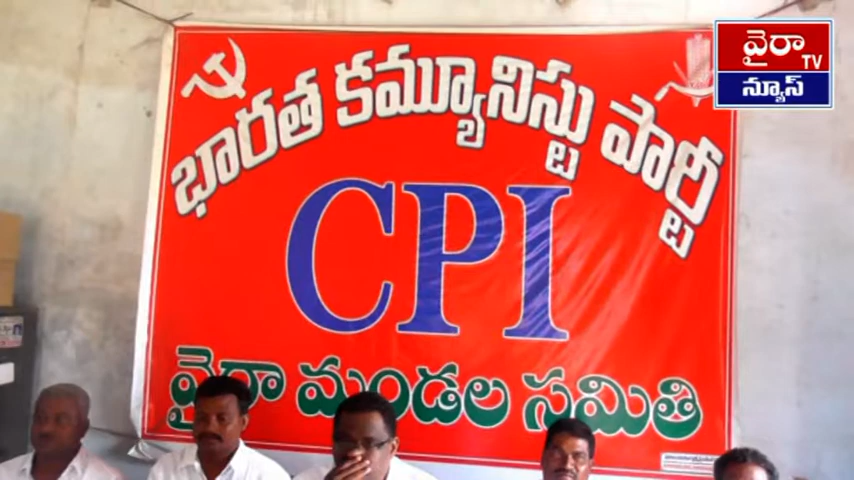 భారత కమ్యూనిస్టు పార్టీ
CPI
వైరా మండల సమితి
వైరా
TV
న్యూస్